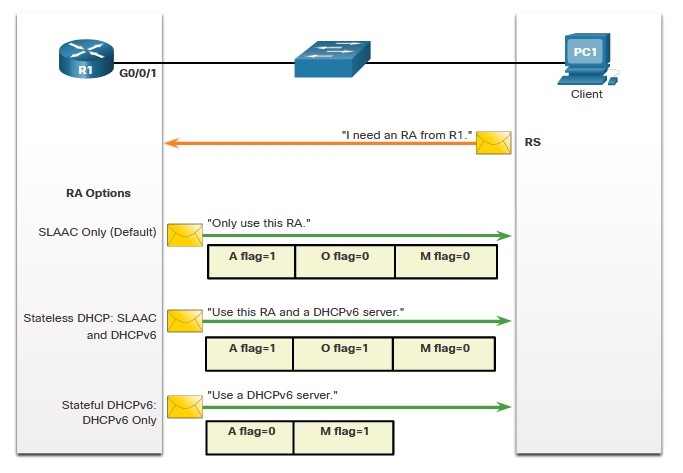 R1
G0/0/1
PC1
Client
"I need an RA from R1."
RS
RA Options
SLAAC Only (Default)
"Only use this RA."
A flag=1 O flag=0 M flag=0
Stateless DHCP: SLAAC
and DHCPv6
"Use this RA and a DHCPv6 server."
A flag=1 O flag=1 M flag=0
Stateful DHCPv6:
DHCPv6 Only
"Use a DHCPv6 server."
A flag=0 M flag=1